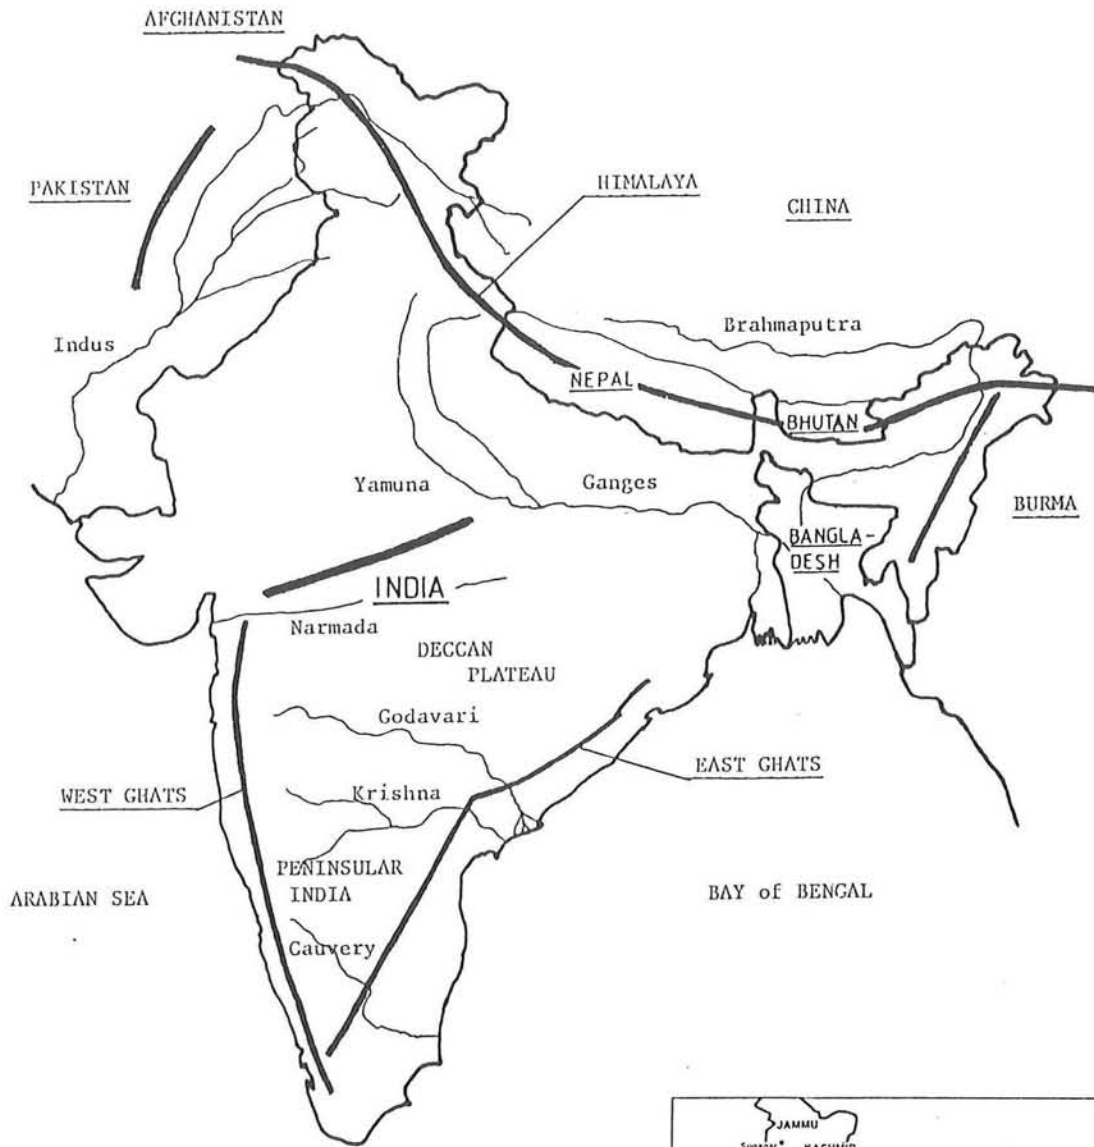 AFGHANISTAN
PAKISTAN
HIMALAYA
CHINA
Indus
Brahmaputra
NEPAL
BHUTAN
Yamuna
Ganges
BURMA
BANGLA-
DESH
INDIA
Narmada
DECCAN
PLATEAU
Godavari
EAST GHATS
WEST GHATS
Krishna
PENINSULAR
INDIA
ARABIAN SEA
BAY of BENGAL
Cauvery
JAMMU
KASHMIR